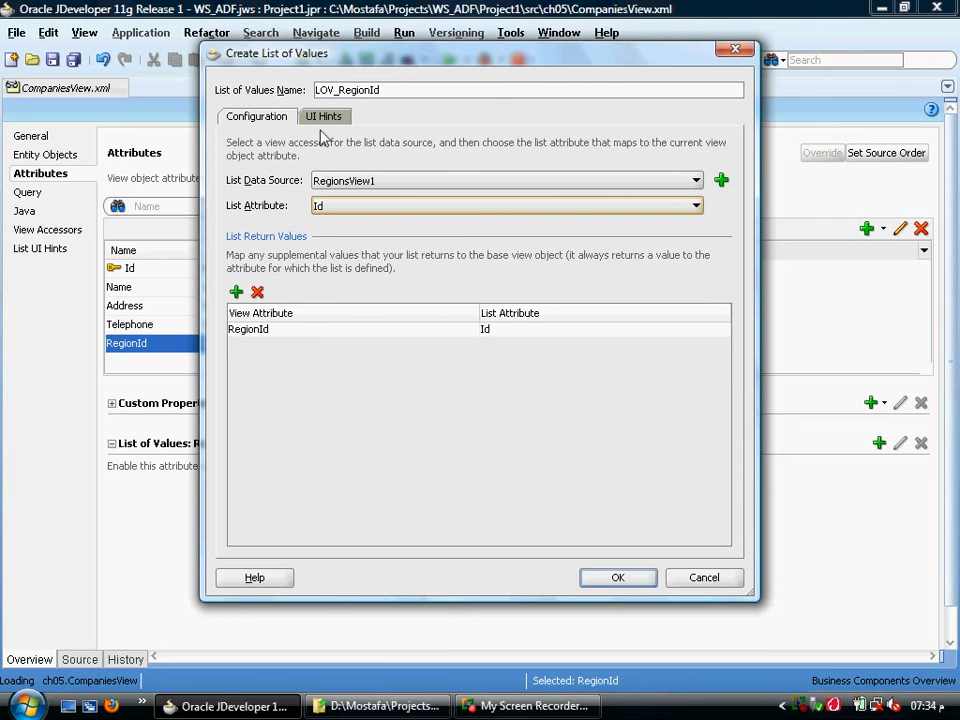 Oracle JDeveloper 11g Release 1 - WS_ADF.jws : Project1.jpr : C:\Mostafa\Projects\WS_ADF\Project1\src\ch05\CompaniesView.xml
File Edit View Application Refactor Search Navigate Build Run Versioning Tools Window Help
Search
CompaniesView.xml
Create List of Values
List of Values Name: LOV_RegionId
Configuration UI Hints
Select a view accessor for the list data source, and then choose the list attribute that maps to the current view
object attribute.
List Data Source: RegionsView1
List Attribute: Id
List Return Values
Map any supplemental values that your list returns to the base view object (it always returns a value to the
attribute for which the list is defined).
View Attribute List Attribute
RegionId Id
Help OK Cancel
General
Entity Objects
Attributes
Query
Java
View Accessors
List UI Hints
Attributes
Override Set Source Order
View object attribute
Name
Name
Id
Name
Address
Telephone
RegionId
Custom Proper
List of Values: R
Enable this attribute
Overview Source History
Loading ch05.CompaniesView Selected: RegionId Business Components Overview
Oracle JDeveloper 1... D:\Mostafa\Projects... My Screen Recorder... 07:34 م